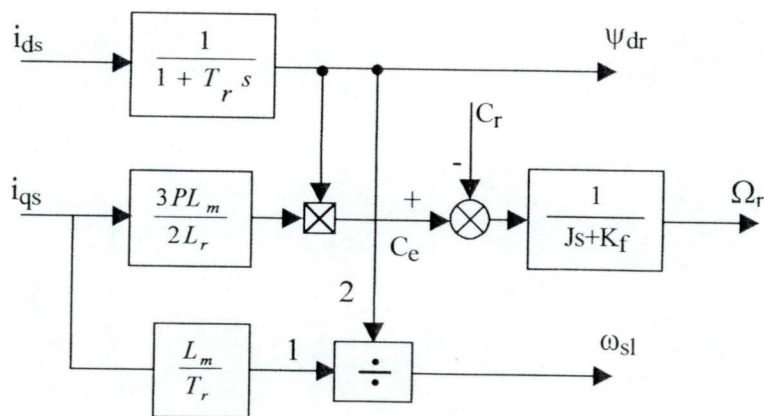 i_ds
1
1 + T_r s
ψ_dr
C_r
-
i_qs
3PL_m
2L_r
+
C_e
1
Js+K_f
Ω_r
2
L_m
T_r
1
÷
ω_sl